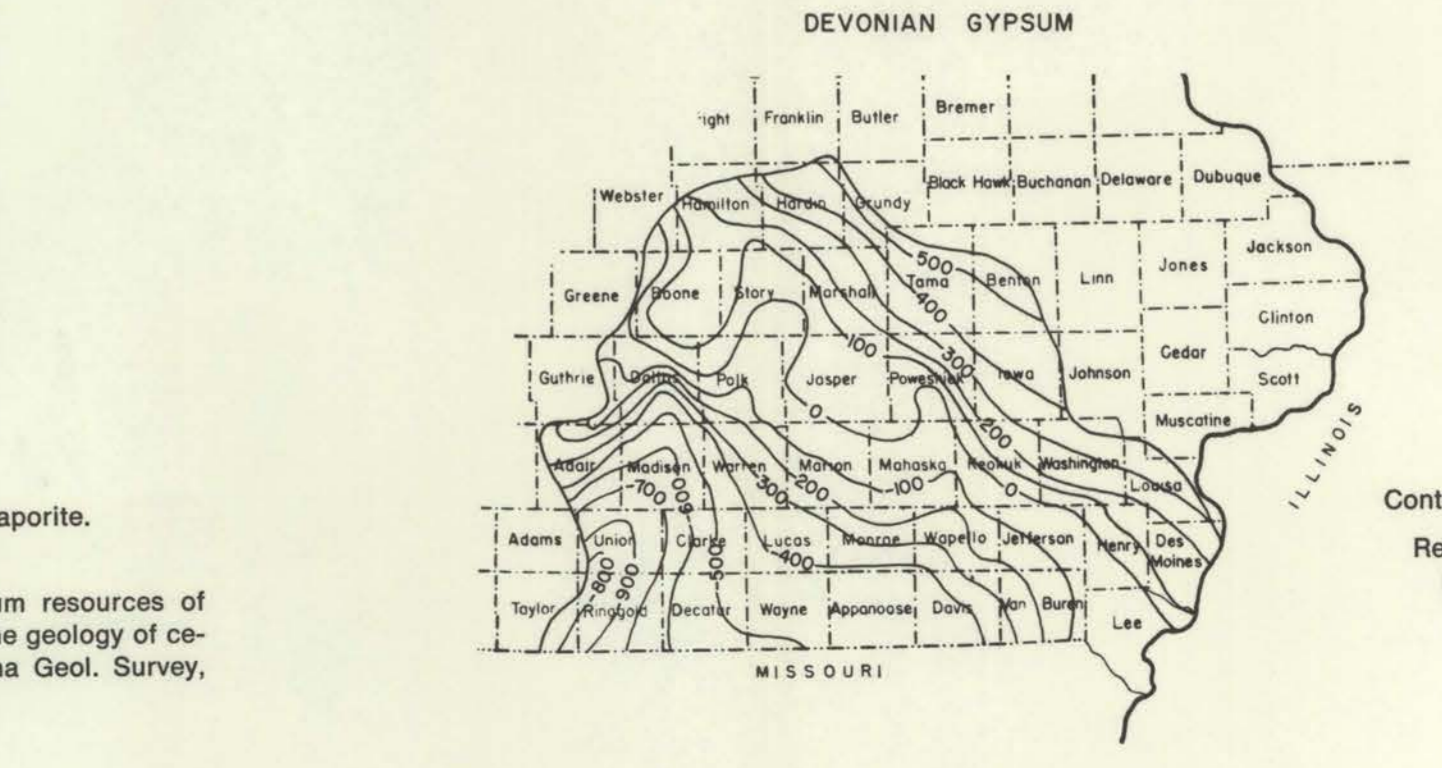 DEVONIAN GYPSUM
ight Franklin Butler Bremer
Webster Hamilton Hardin Grundy Black Hawk Buchanan Delaware Dubuque
Greene Boone Story Marshall Tama Benton Linn Jones Jackson
500
400
Clinton
Guthrie Dallas Polk Jasper Poweshiek Iowa Johnson Cedar Scott
100
300
0
Muscatine
200
Adair Madison Warren Marion Mahaska Keokuk Washington Louisa
-700
600
-300
200
-100
0
ILLINOIS
Adams Union Clarke Lucas Monroe Wapello Jefferson Henry Des Moines
-800
900
500
-400
Taylor Ringgold Decatur Wayne Appanoose Davis Van Buren Lee
MISSOURI
aporite.
um resources of
he geology of ce-
na Geol. Survey,
Cont
Re